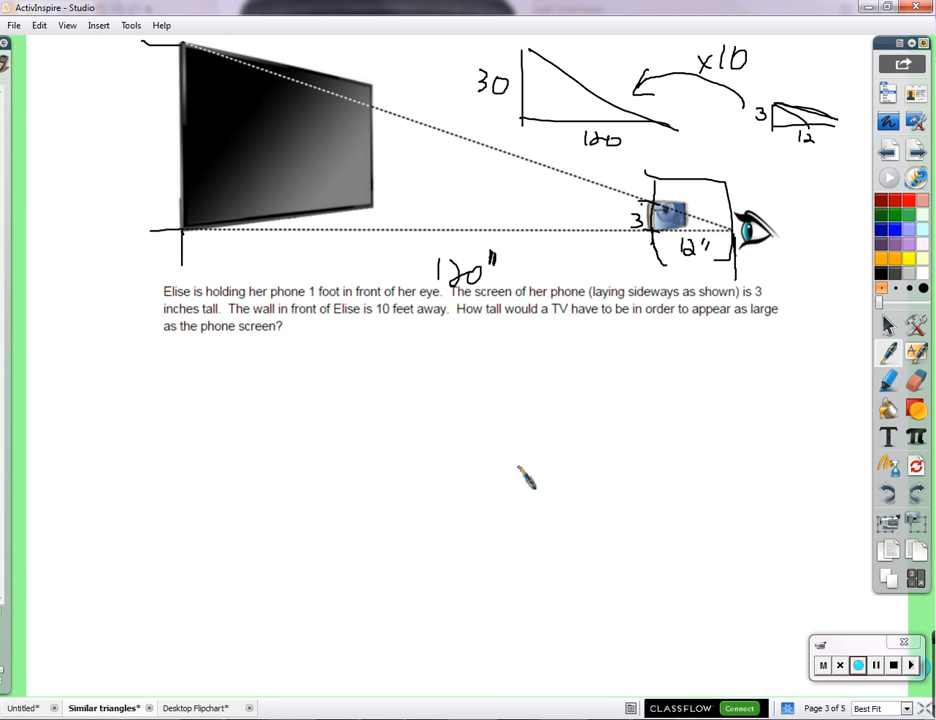 ActivInspire - Studio
File Edit View Insert Tools Help
x10
30
120
3
12
3
12"
120"
Elise is holding her phone 1 foot in front of her eye. The screen of her phone (laying sideways as shown) is 3
inches tall. The wall in front of Elise is 10 feet away. How tall would a TV have to be in order to appear as large
as the phone screen?
M
Untitled* Similar triangles* Desktop Flipchart* CLASSFLOW Connect Page 3 of 5 Best Fit